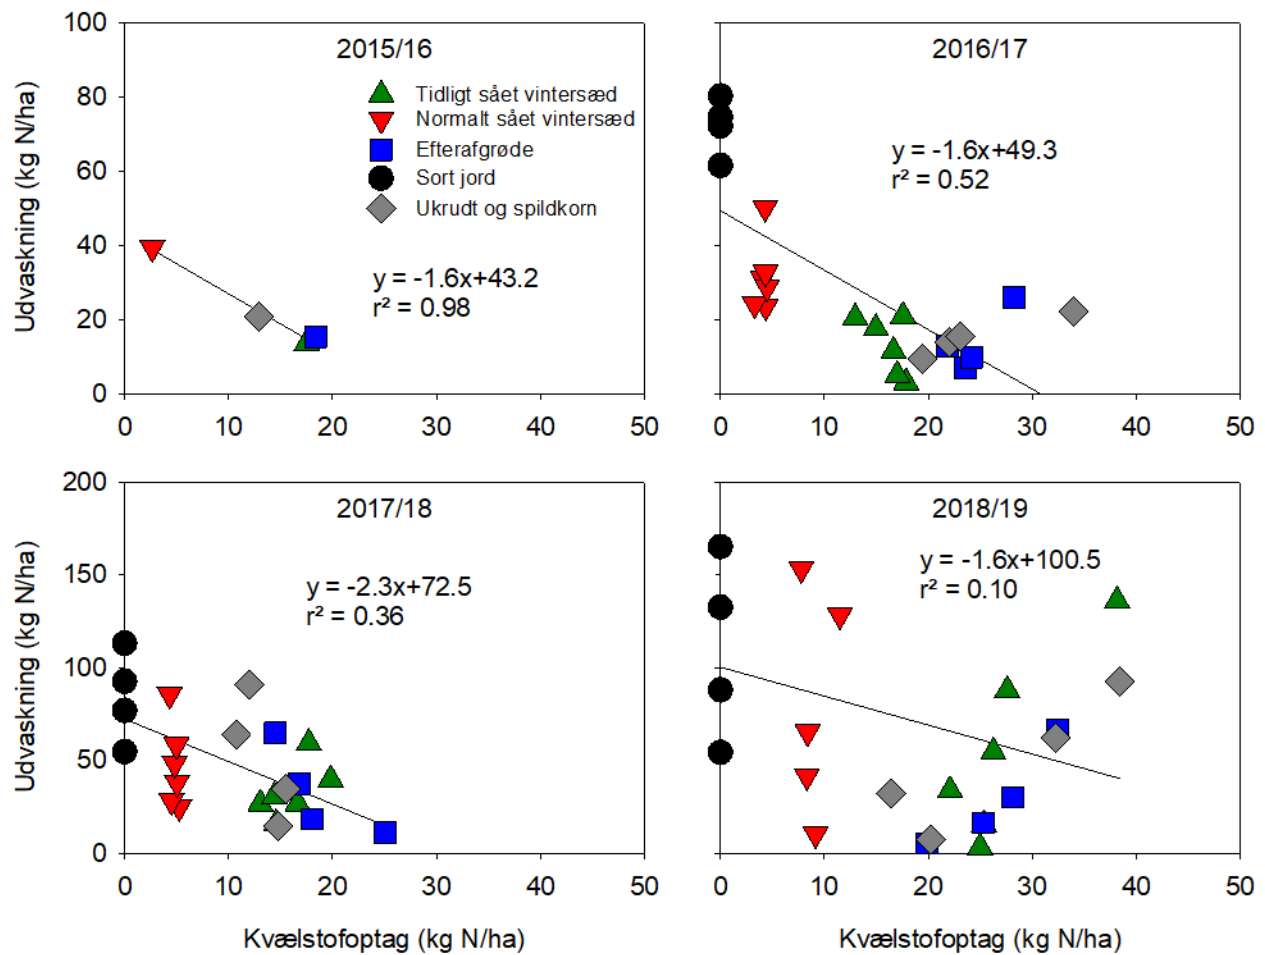 2015/16
Tidligt sået vintersæd
Normalt sået vintersæd
Efterafgrøde
Sort jord
Ukrudt og spildkorn
y = -1.6x+43.2
r² = 0.98
Udvaskning (kg N/ha)
100
80
60
40
20
0
0 10 20 30 40 50
2016/17
y = -1.6x+49.3
r² = 0.52
0 10 20 30 40 50
2017/18
y = -2.3x+72.5
r² = 0.36
Udvaskning (kg N/ha)
200
150
100
50
0
0 10 20 30 40 50
Kvælstofoptag (kg N/ha)
2018/19
y = -1.6x+100.5
r² = 0.10
0 10 20 30 40 50
Kvælstofoptag (kg N/ha)